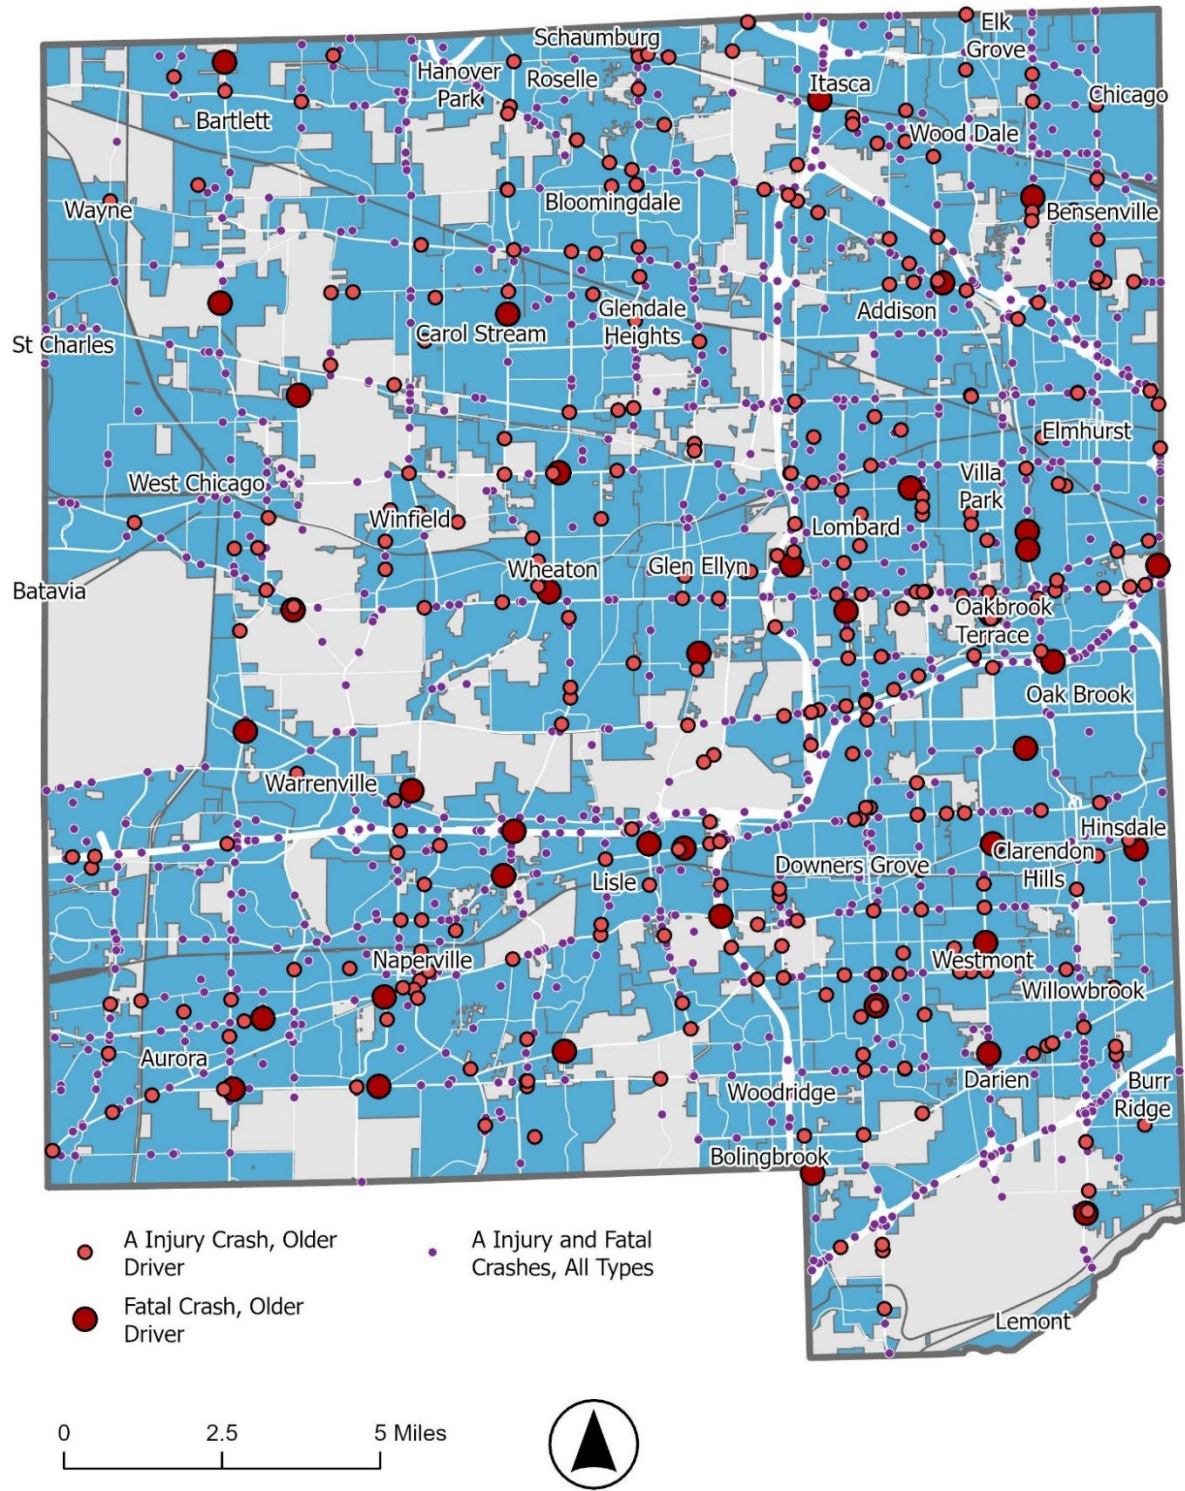 Schaumburg
Elk
Grove
Hanover
Park
Roselle
Itasca
Chicago
Bartlett
Wood Dale
Wayne
Bloomingdale
Bensenville
Addison
Glendale
Heights
Carol Stream
St Charles
Elmhurst
West Chicago
Villa
Park
Winfield
Lombard
Wheaton
Glen Ellyn
Batavia
Oakbrook
Terrace
Oak Brook
Warrenville
Hinsdale
Clarendon
Hills
Downers Grove
Lisle
Naperville
Westmont
Willowbrook
Aurora
Woodridge
Darien
Burr
Ridge
Bolingbrook
A Injury Crash, Older
Driver
A Injury and Fatal
Crashes, All Types
Fatal Crash, Older
Driver
Lemont
0 2.5 5 Miles